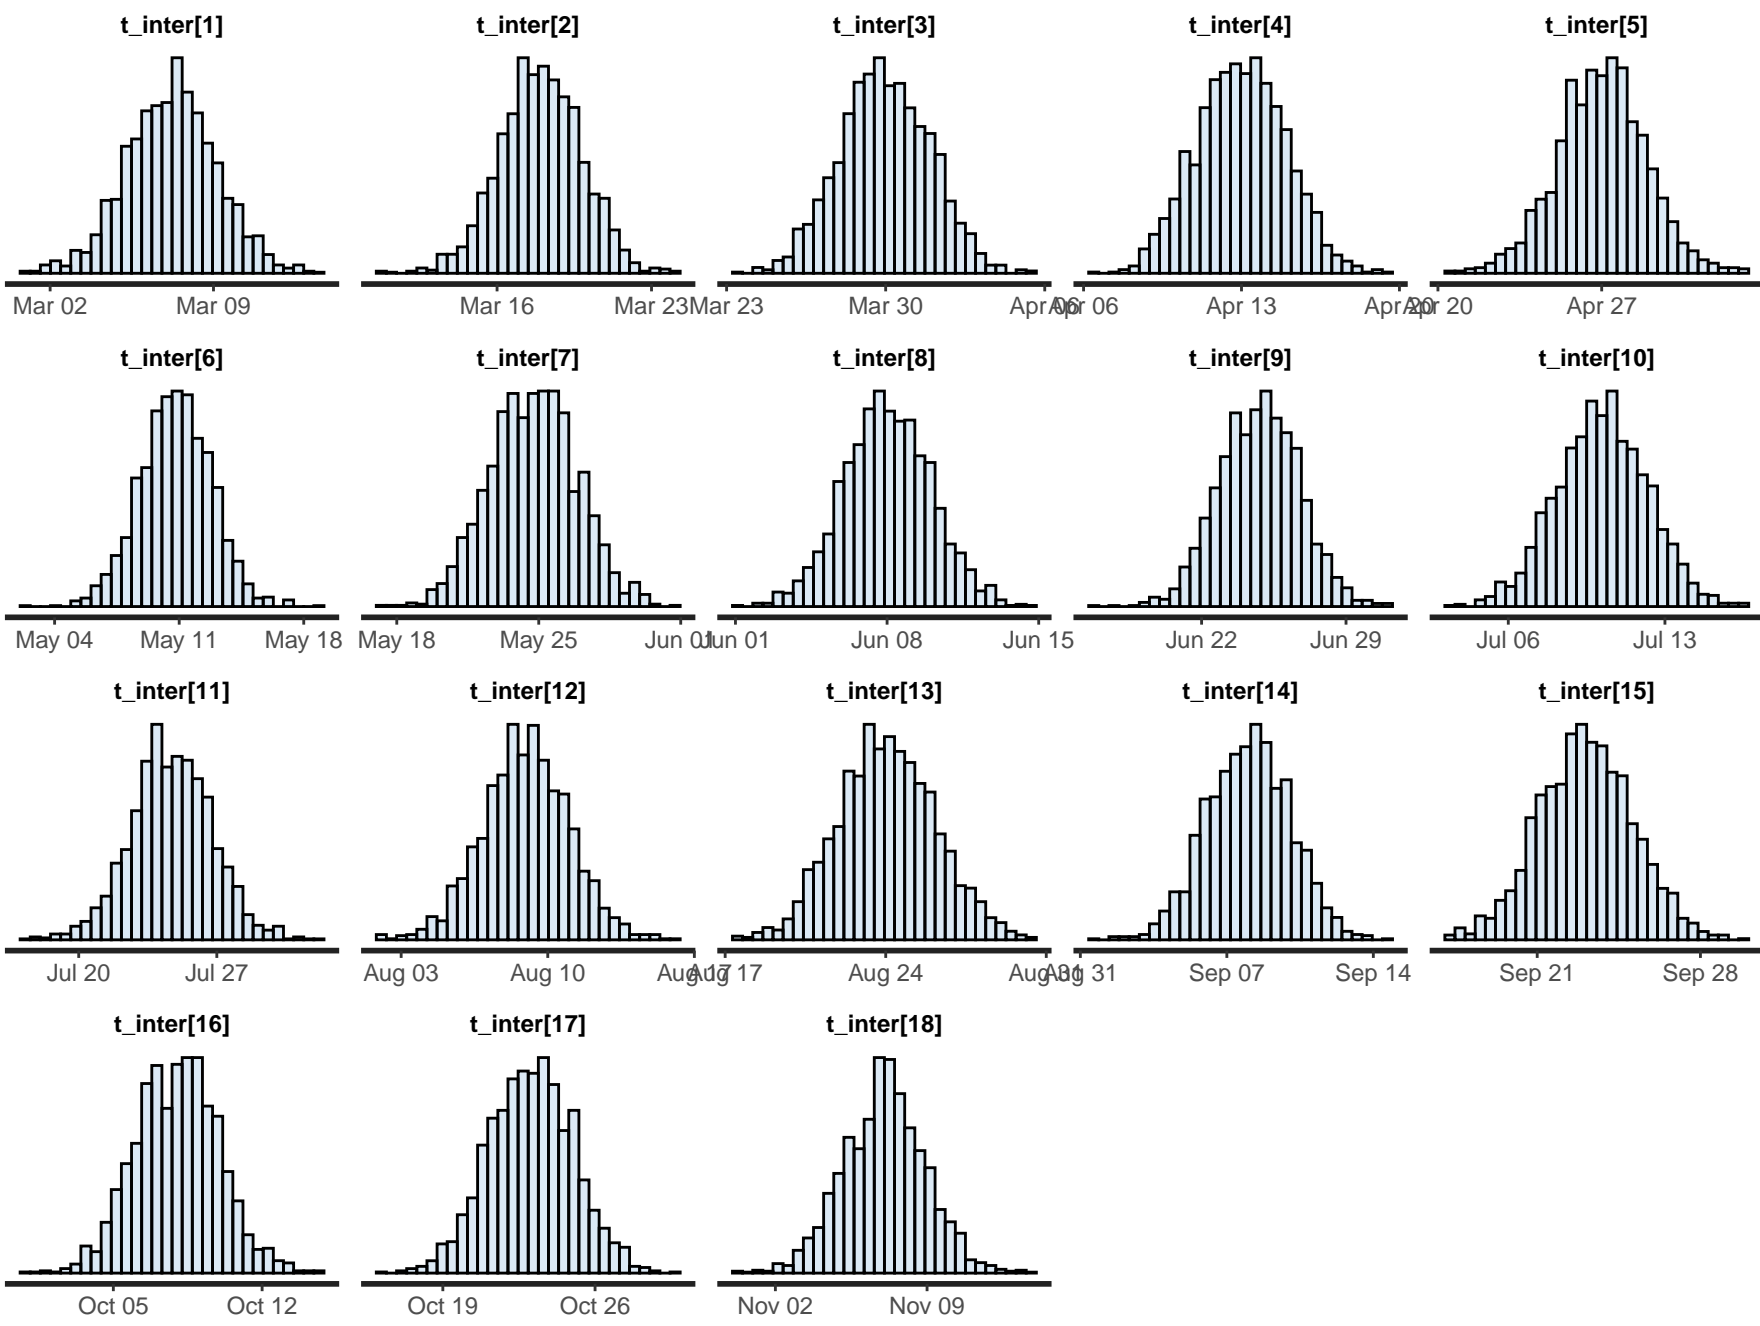 t_inter[1] t_inter[2] t_inter[3] t_inter[4] t_inter[5]
Mar 02 Mar 09 Mar 16 Mar 23 Mar 23 Mar 30 Apr 06 Apr 06 Apr 13 Apr 20 Apr 20 Apr 27
t_inter[6] t_inter[7] t_inter[8] t_inter[9] t_inter[10]
May 04 May 11 May 18 May 18 May 25 Jun 01 Jun 01 Jun 08 Jun 15 Jun 22 Jun 29 Jul 06 Jul 13
t_inter[11] t_inter[12] t_inter[13] t_inter[14] t_inter[15]
Jul 20 Jul 27 Aug 03 Aug 10 Aug 17 Aug 17 Aug 24 Aug 31 Aug 31 Sep 07 Sep 14 Sep 21 Sep 28
t_inter[16] t_inter[17] t_inter[18]
Oct 05 Oct 12 Oct 19 Oct 26 Nov 02 Nov 09